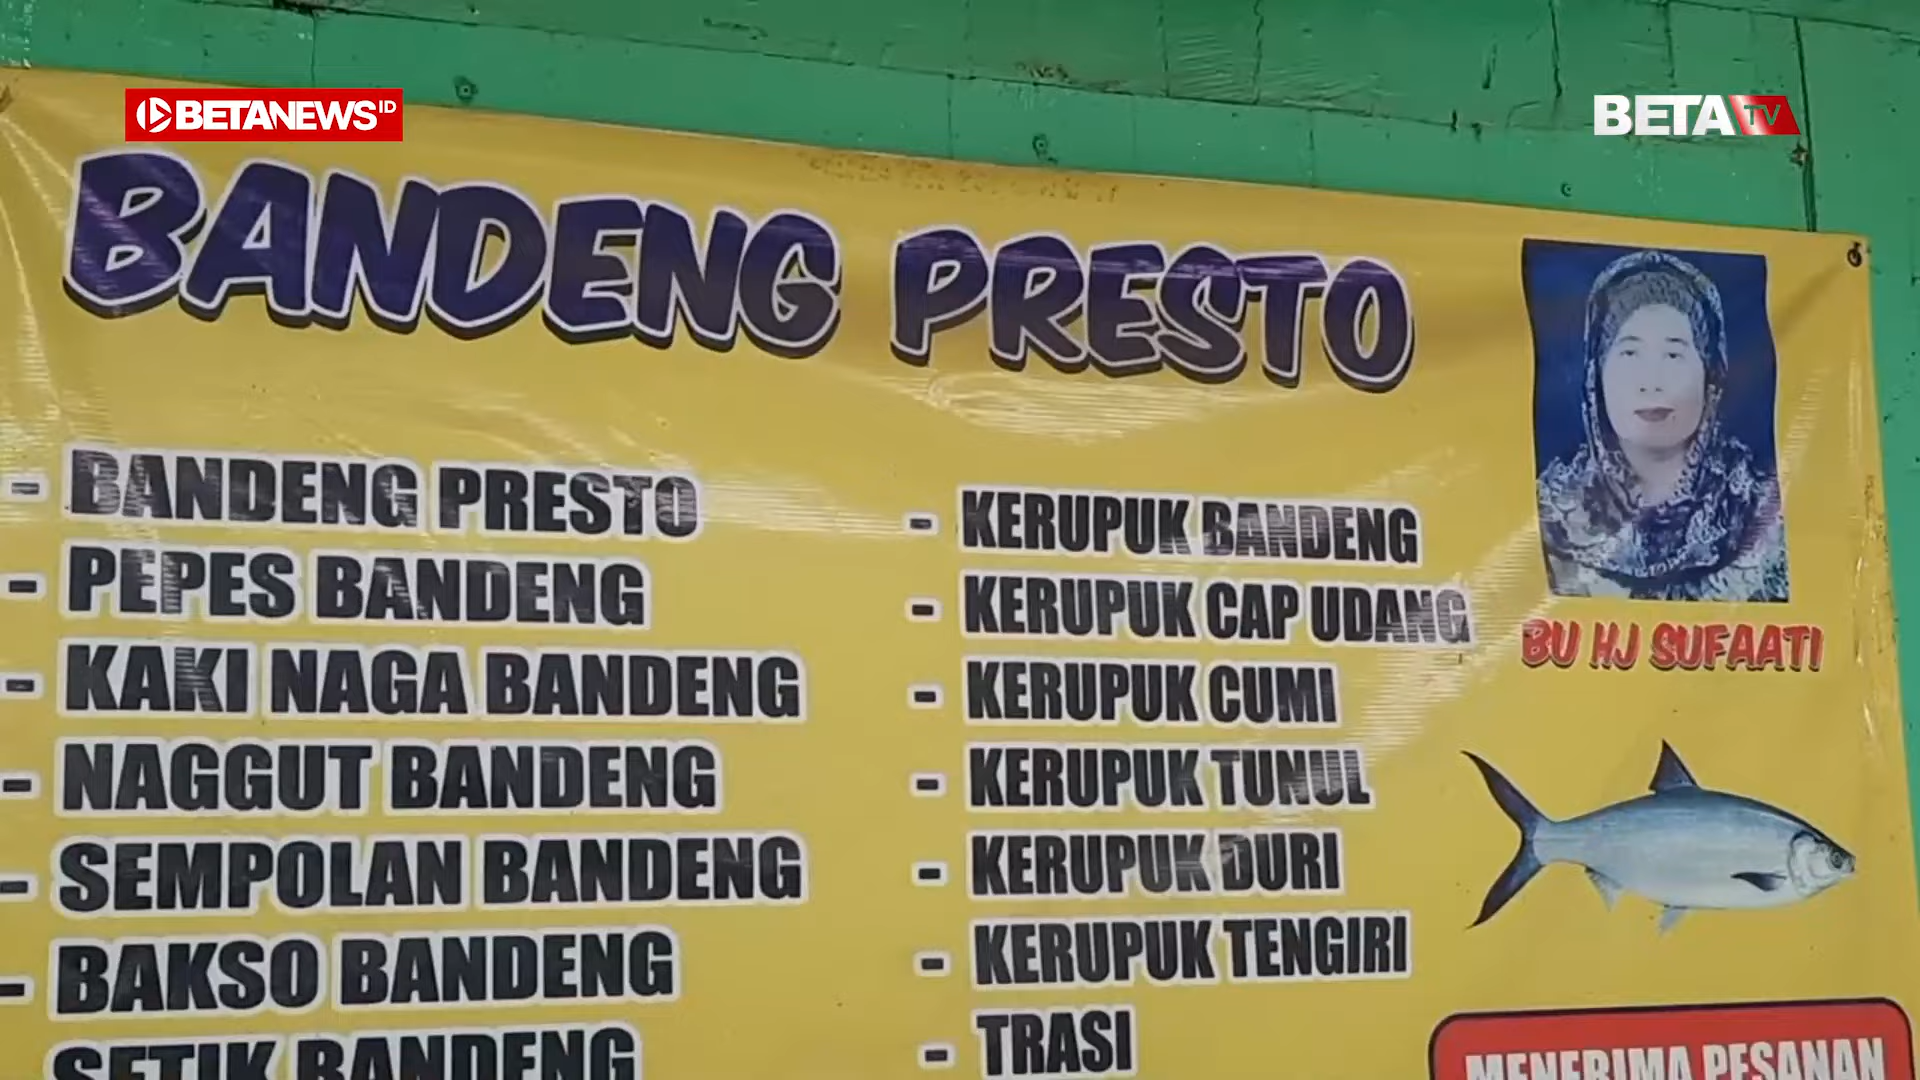 BETANEWS ID
BETA TV
BANDENG PRESTO
- BANDENG PRESTO
- PEPES BANDENG
- KAKI NAGA BANDENG
- NAGGUT BANDENG
- SEMPOLAN BANDENG
- BAKSO BANDENG
SETIK BANDENG
- KERUPUK BANDENG
- KERUPUK CAP UDANG
- KERUPUK CUMI
- KERUPUK TUNUL
- KERUPUK DURI
- KERUPUK TENGIRI
- TRASI
BU HJ SUFAATI
MENERIMA PESANAN